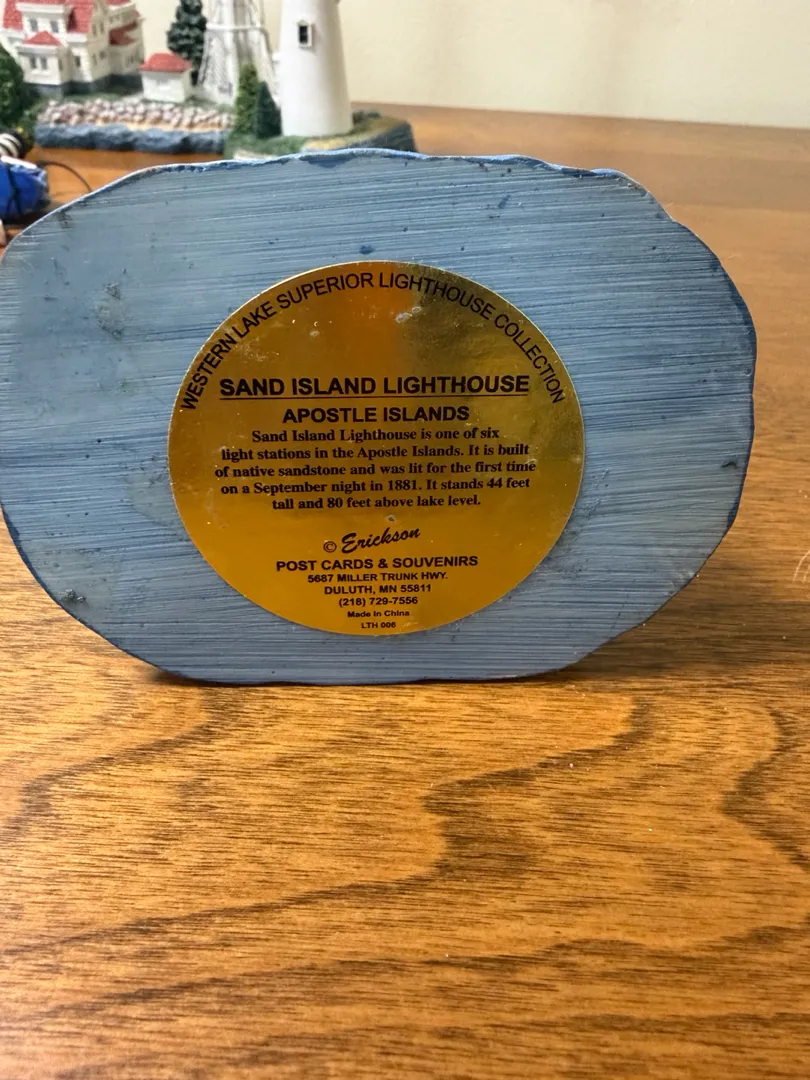 WESTERN LAKE SUPERIOR LIGHTHOUSE COLLECTION
SAND ISLAND LIGHTHOUSE
APOSTLE ISLANDS
Sand Island Lighthouse is one of six
light stations in the Apostle Islands. It is built
of native sandstone and was lit for the first time
on a September night in 1881. It stands 44 feet
tall and 80 feet above lake level.
© Erickson
POST CARDS & SOUVENIRS
5687 MILLER TRUNK HWY.
DULUTH, MN 55811
(218) 729-7556
Made in China
LTH 006